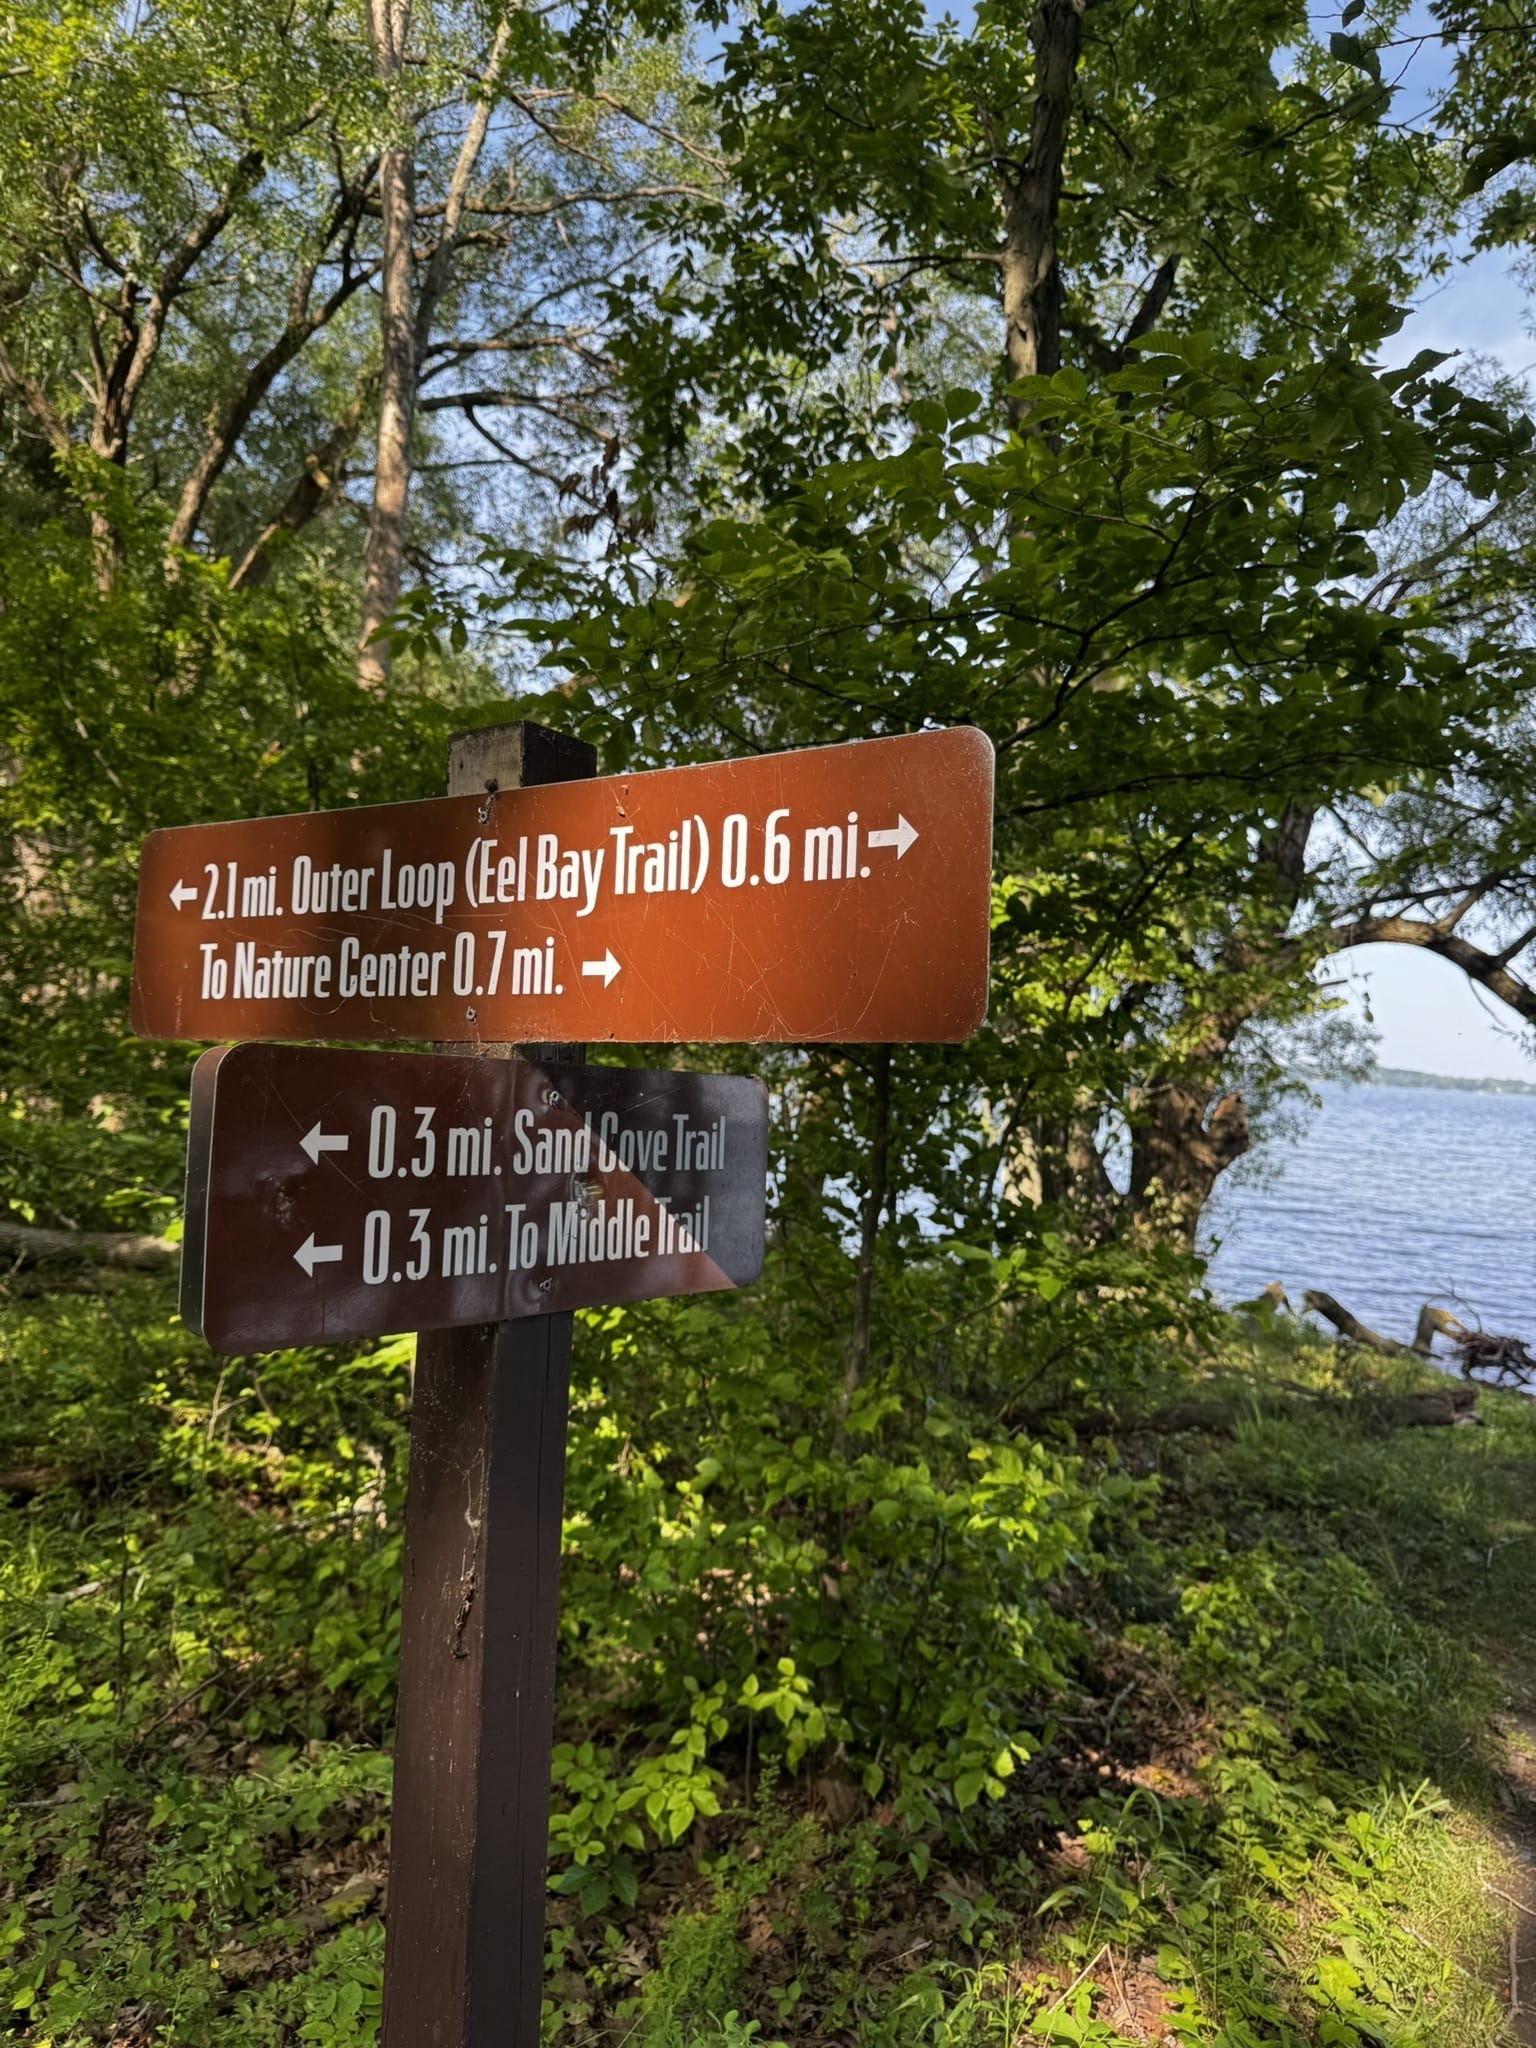 ← 2.1 mi. Outer Loop (Eel Bay Trail) 0.6 mi. →
To Nature Center 0.7 mi. →
← 0.3 mi. Sand Cove Trail
← 0.3 mi. To Middle Trail